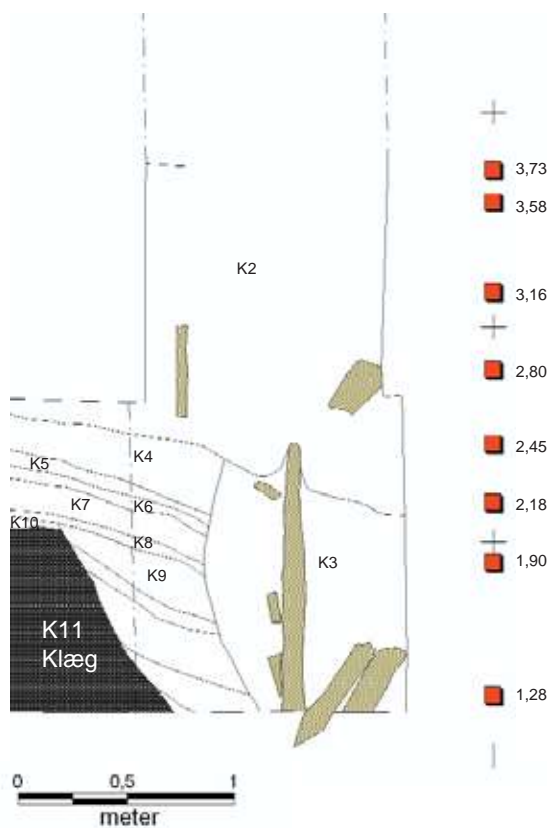 3,73
3,58
K2
3,16
2,80
2,45
K4
K5
2,18
K7
K6
K10
K8
K3
1,90
K9
K11
Klæg
1,28
0 0,5 1
meter